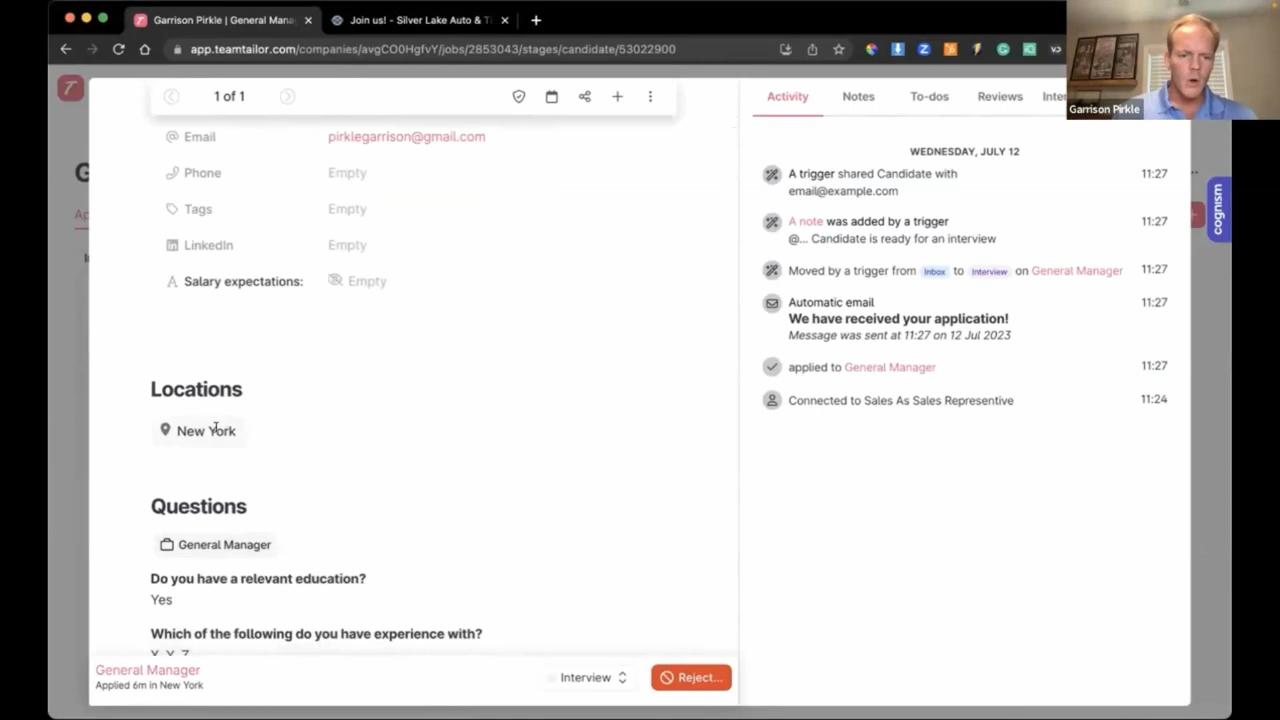 Garrison Pirkle | General Mana
Join us! - Silver Lake Auto & Ti
app.teamtailor.com/companies/avgCO0HgfvY/jobs/2853043/stages/candidate/53022900
Garrison Pirkle
1 of 1
Email
pirklegarrison@gmail.com
Phone
Empty
Tags
Empty
LinkedIn
Empty
Salary expectations:
Empty
Locations
New York
Questions
General Manager
Do you have a relevant education?
Yes
Which of the following do you have experience with?
X, Y, Z
General Manager
Applied 6m in New York
Interview
Reject...
Activity
Notes
To-dos
Reviews
Inter
WEDNESDAY, JULY 12
A trigger shared Candidate with
email@example.com
11:27
A note was added by a trigger
@... Candidate is ready for an interview
11:27
Moved by a trigger from Inbox to Interview on General Manager
11:27
Automatic email
We have received your application!
Message was sent at 11:27 on 12 Jul 2023
11:27
applied to General Manager
11:27
Connected to Sales As Sales Representative
11:24
cognism